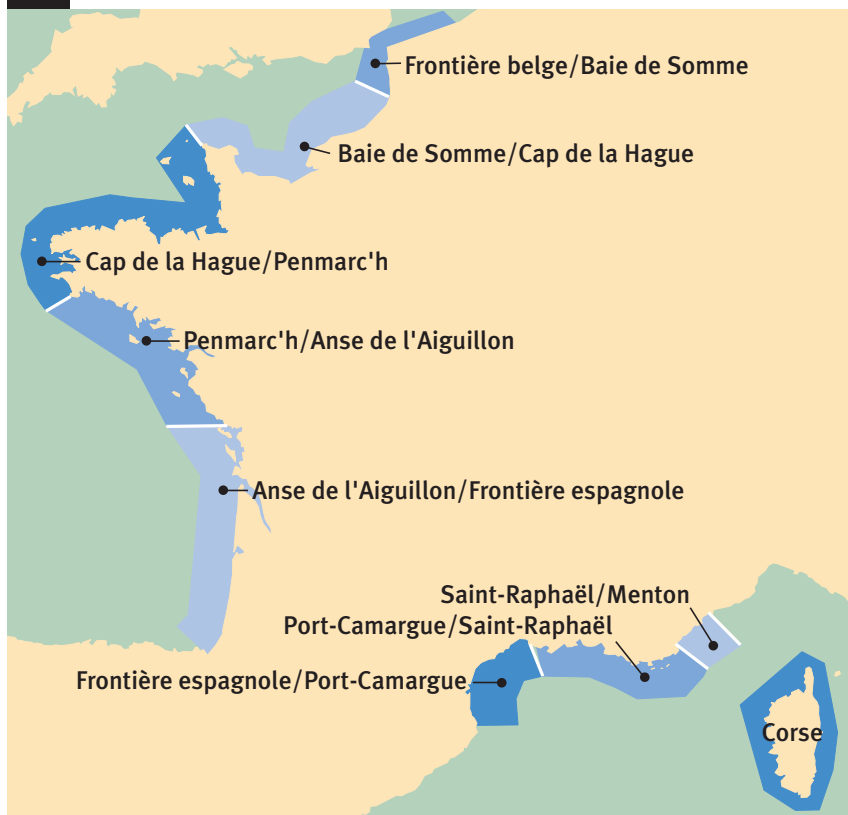 Frontière belge/Baie de Somme
Baie de Somme/Cap de la Hague
Cap de la Hague/Penmarc'h
Penmarc'h/Anse de l'Aiguillon
Anse de l'Aiguillon/Frontière espagnole
Saint-Raphaël/Menton
Port-Camargue/Saint-Raphaël
Frontière espagnole/Port-Camargue
Corse